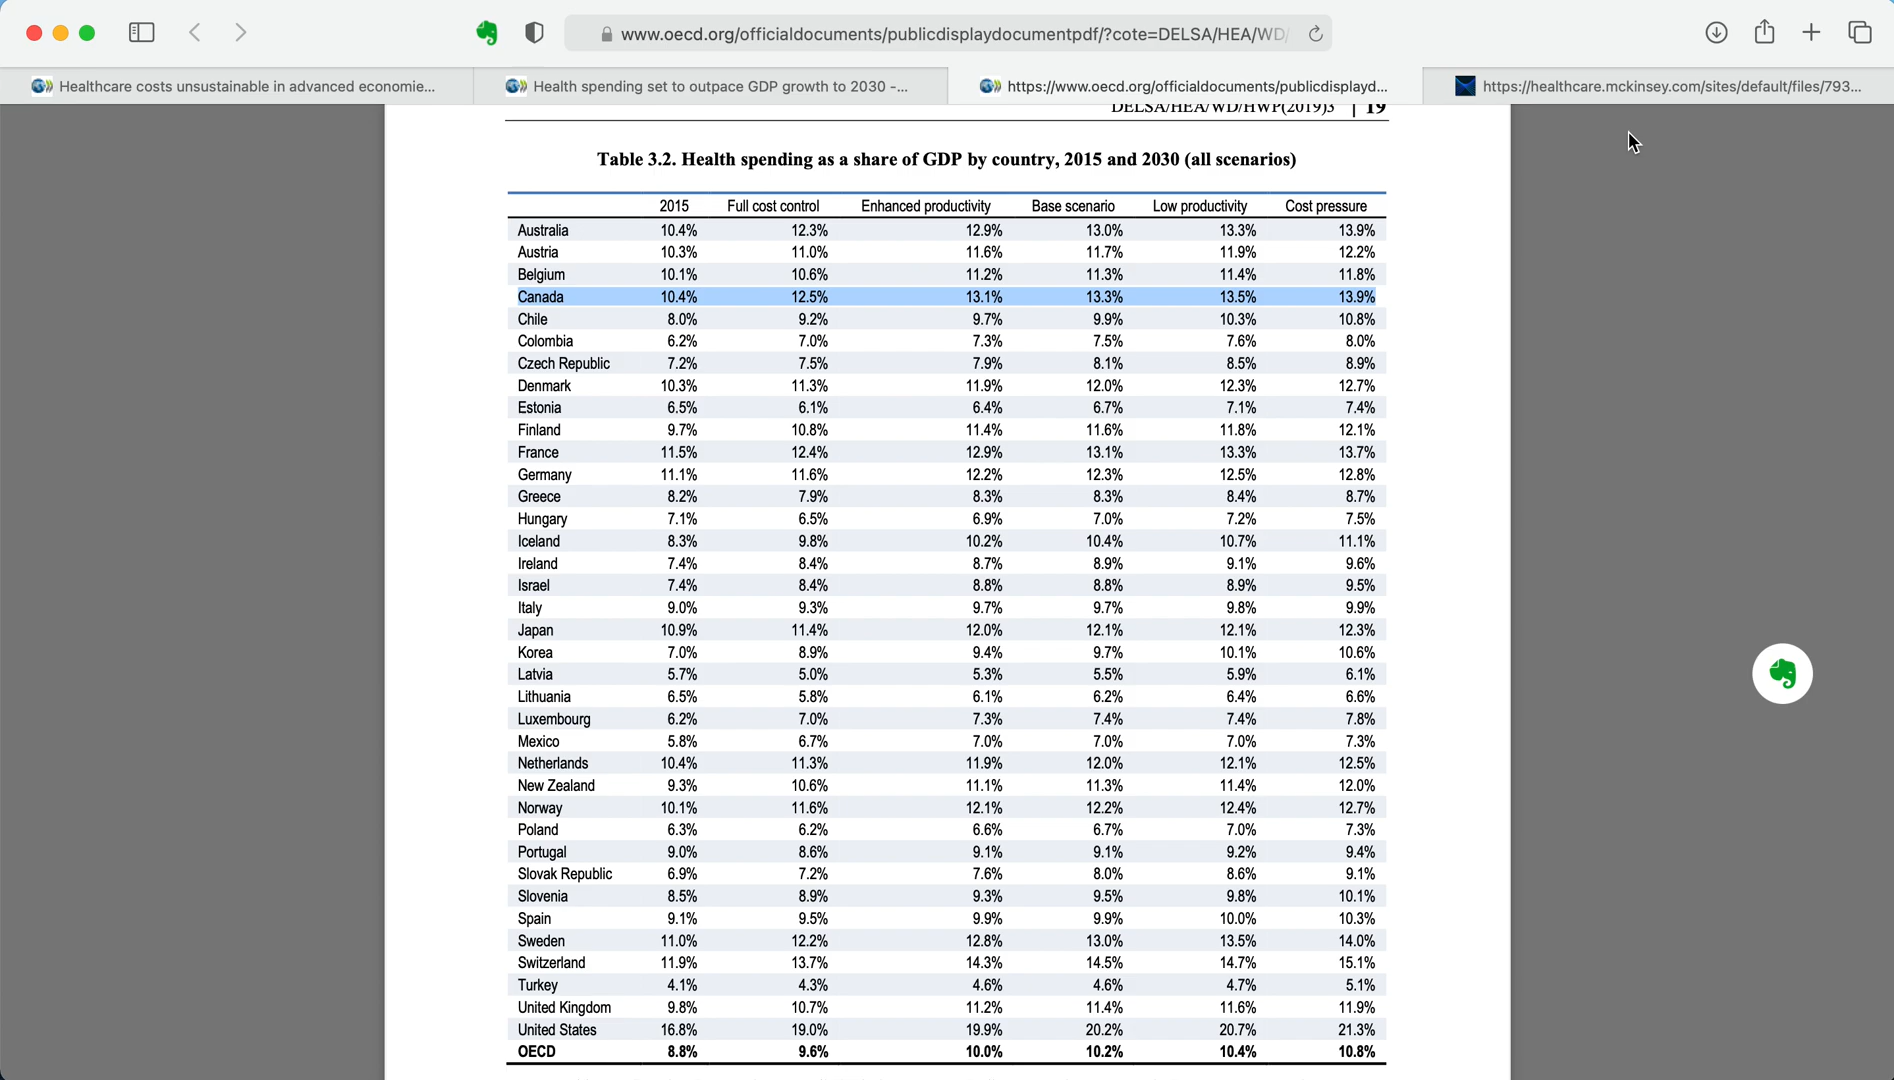 www.oecd.org/officialdocuments/publicdisplaydocumentpdf/?cote=DELSA/HEA/WD/
Healthcare costs unsustainable in advanced economie...
Health spending set to outpace GDP growth to 2030 -...
https://www.oecd.org/officialdocuments/publicdisplayd...
https://healthcare.mckinsey.com/sites/default/files/793...
DELSA/HEA/WD/HWP(2019)3 | 19
Table 3.2. Health spending as a share of GDP by country, 2015 and 2030 (all scenarios)
2015 Full cost control Enhanced productivity Base scenario Low productivity Cost pressure
Australia 10.4% 12.3% 12.9% 13.0% 13.3% 13.9%
Austria 10.3% 11.0% 11.6% 11.7% 11.9% 12.2%
Belgium 10.1% 10.6% 11.2% 11.3% 11.4% 11.8%
Canada 10.4% 12.5% 13.1% 13.3% 13.5% 13.9%
Chile 8.0% 9.2% 9.7% 9.9% 10.3% 10.8%
Colombia 6.2% 7.0% 7.3% 7.5% 7.6% 8.0%
Czech Republic 7.2% 7.5% 7.9% 8.1% 8.5% 8.9%
Denmark 10.3% 11.3% 11.9% 12.0% 12.3% 12.7%
Estonia 6.5% 6.1% 6.4% 6.7% 7.1% 7.4%
Finland 9.7% 10.8% 11.4% 11.6% 11.8% 12.1%
France 11.5% 12.4% 12.9% 13.1% 13.3% 13.7%
Germany 11.1% 11.6% 12.2% 12.3% 12.5% 12.8%
Greece 8.2% 7.9% 8.3% 8.3% 8.4% 8.7%
Hungary 7.1% 6.5% 6.9% 7.0% 7.2% 7.5%
Iceland 8.3% 9.8% 10.2% 10.4% 10.7% 11.1%
Ireland 7.4% 8.4% 8.7% 8.9% 9.1% 9.6%
Israel 7.4% 8.4% 8.8% 8.8% 8.9% 9.5%
Italy 9.0% 9.3% 9.7% 9.7% 9.8% 9.9%
Japan 10.9% 11.4% 12.0% 12.1% 12.1% 12.3%
Korea 7.0% 8.9% 9.4% 9.7% 10.1% 10.6%
Latvia 5.7% 5.0% 5.3% 5.5% 5.9% 6.1%
Lithuania 6.5% 5.8% 6.1% 6.2% 6.4% 6.6%
Luxembourg 6.2% 7.0% 7.3% 7.4% 7.4% 7.8%
Mexico 5.8% 6.7% 7.0% 7.0% 7.0% 7.3%
Netherlands 10.4% 11.3% 11.9% 12.0% 12.1% 12.5%
New Zealand 9.3% 10.6% 11.1% 11.3% 11.4% 12.0%
Norway 10.1% 11.6% 12.1% 12.2% 12.4% 12.7%
Poland 6.3% 6.2% 6.6% 6.7% 7.0% 7.3%
Portugal 9.0% 8.6% 9.1% 9.1% 9.2% 9.4%
Slovak Republic 6.9% 7.2% 7.6% 8.0% 8.6% 9.1%
Slovenia 8.5% 8.9% 9.3% 9.5% 9.8% 10.1%
Spain 9.1% 9.5% 9.9% 9.9% 10.0% 10.3%
Sweden 11.0% 12.2% 12.8% 13.0% 13.5% 14.0%
Switzerland 11.9% 13.7% 14.3% 14.5% 14.7% 15.1%
Turkey 4.1% 4.3% 4.6% 4.6% 4.7% 5.1%
United Kingdom 9.8% 10.7% 11.2% 11.4% 11.6% 11.9%
United States 16.8% 19.0% 19.9% 20.2% 20.7% 21.3%
OECD 8.8% 9.6% 10.0% 10.2% 10.4% 10.8%